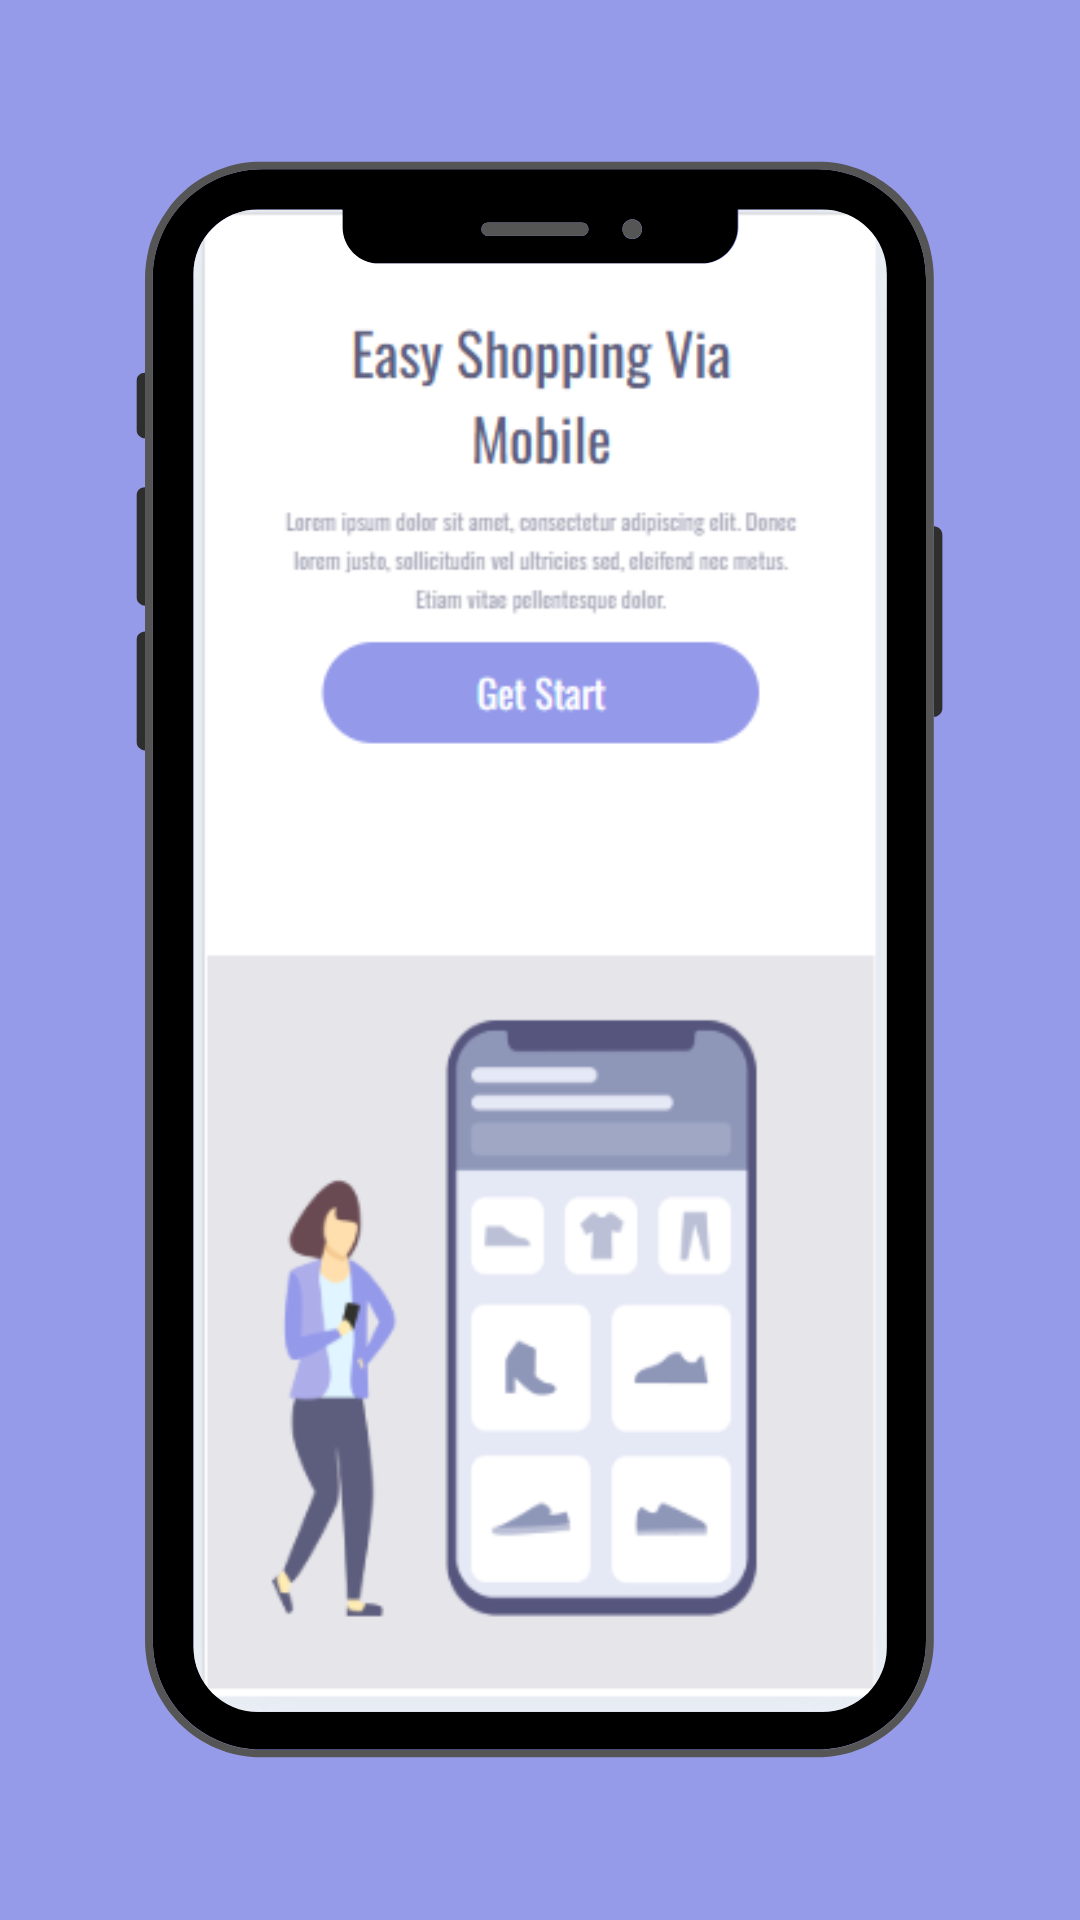 Easy Shopping Via
Mobile
Lorem ipsum dolor sit amet, consectetur adipiscing elit. Donec
lorem justo, sollicitudin vel ultricies sed, eleifend nec metus.
Etiam vitae pellentesque dolor.
Get Start